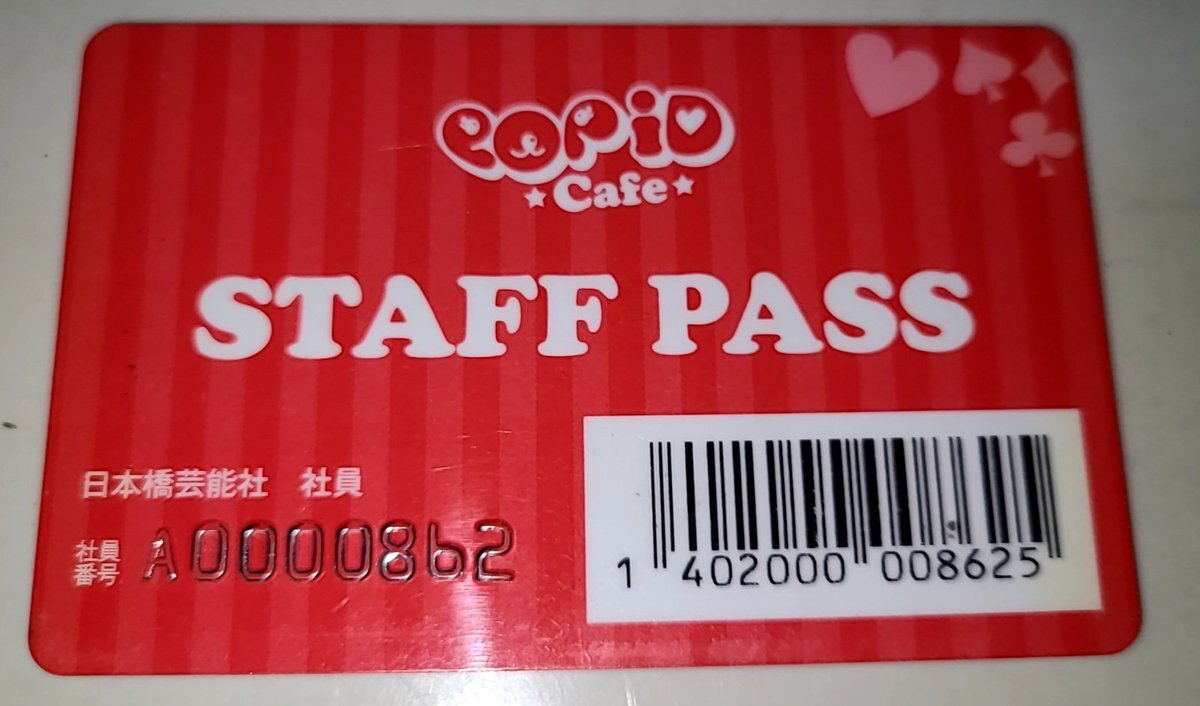 POPiD
Cafe
STAFF PASS
日本橋芸能社 社員
社員番号 A0000862
1 402000 008625